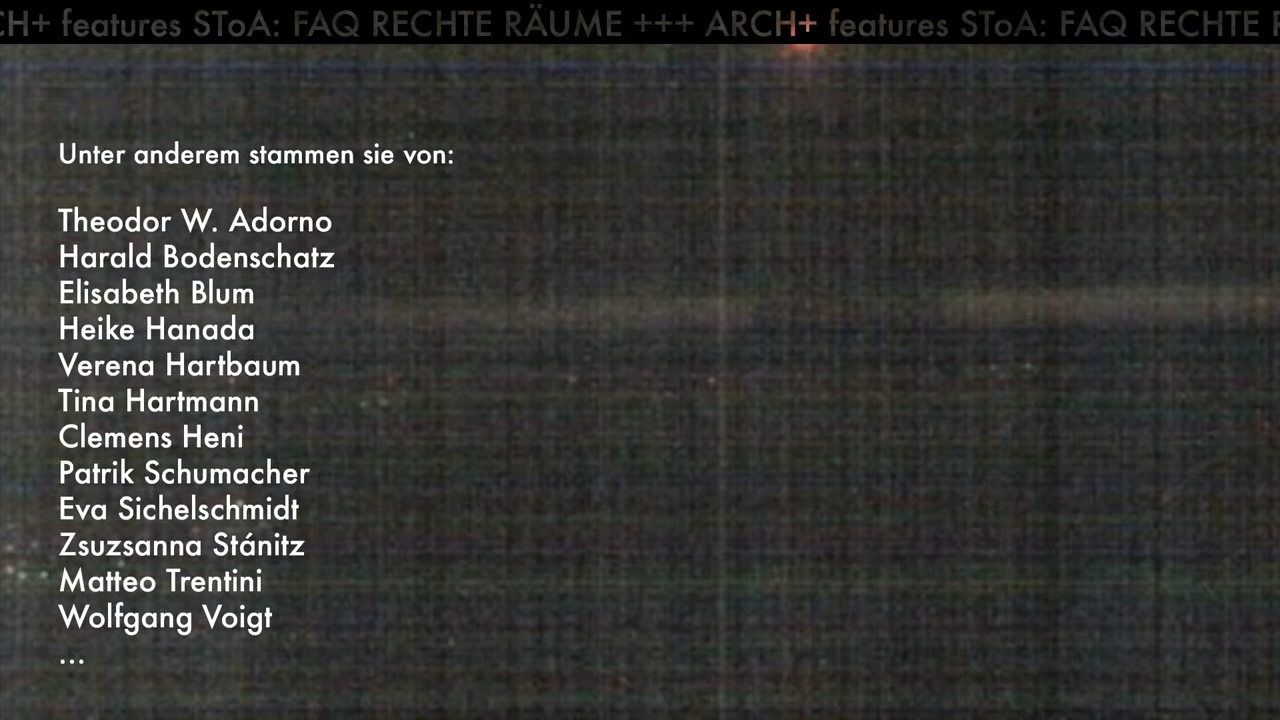 CH+ features SToA: FAQ RECHTE RÄUME +++ ARCH+ features SToA: FAQ RECHTE
Unter anderem stammen sie von:
Theodor W. Adorno
Harald Bodenschatz
Elisabeth Blum
Heike Hanada
Verena Hartbaum
Tina Hartmann
Clemens Heni
Patrik Schumacher
Eva Sichelschmidt
Zsuzsanna Stánitz
Matteo Trentini
Wolfgang Voigt
...